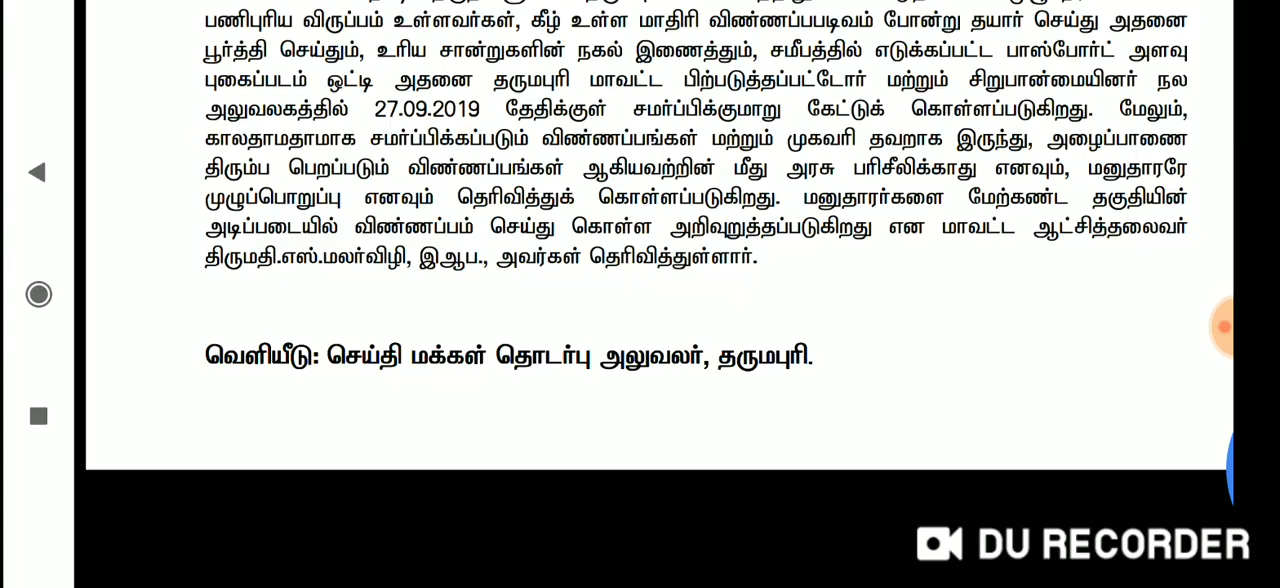 பணிபுரிய விருப்பம் உள்ளவர்கள், கீழ் உள்ள மாதிரி விண்ணப்பபடிவம் போன்று தயார் செய்து அதனை
பூர்த்தி செய்தும், உரிய சான்றுகளின் நகல் இணைத்தும், சமீபத்தில் எடுக்கப்பட்ட பாஸ்போர்ட் அளவு
புகைப்படம் ஒட்டி அதனை தருமபுரி மாவட்ட பிற்படுத்தப்பட்டோர் மற்றும் சிறுபான்மையினர் நல
அலுவலகத்தில் 27.09.2019 தேதிக்குள் சமர்ப்பிக்குமாறு கேட்டுக் கொள்ளப்படுகிறது. மேலும்,
காலதாமதாமாக சமர்ப்பிக்கப்படும் விண்ணப்பங்கள் மற்றும் முகவரி தவறாக இருந்து, அழைப்பாணை
திரும்ப பெறப்படும் விண்ணப்பங்கள் ஆகியவற்றின் மீது அரசு பரிசீலிக்காது எனவும், மனுதாரரே
முழுப்பொறுப்பு எனவும் தெரிவித்துக் கொள்ளப்படுகிறது. மனுதாரர்களை மேற்கண்ட தகுதியின்
அடிப்படையில் விண்ணப்பம் செய்து கொள்ள அறிவுறுத்தப்படுகிறது என மாவட்ட ஆட்சித்தலைவர்
திருமதி.எஸ்.மலர்விழி, இஆப., அவர்கள் தெரிவித்துள்ளார்.
வெளியீடு: செய்தி மக்கள் தொடர்பு அலுவலர், தருமபுரி.
DU RECORDER